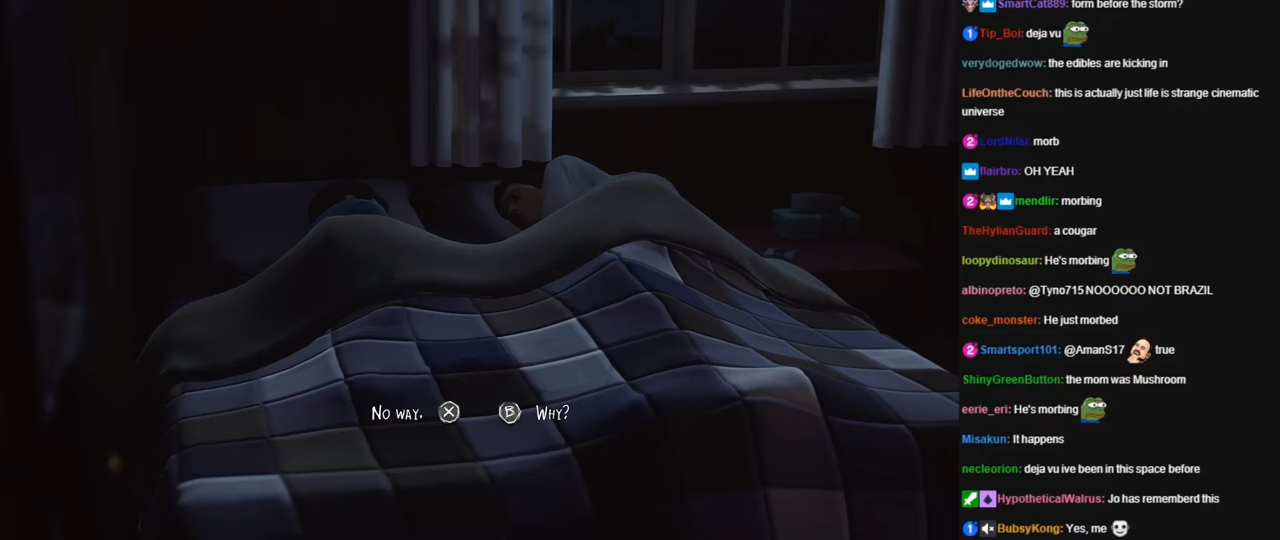 SmartCat889: form before the storm?
Tip_Boi: deja vu
verydogedwow: the edibles are kicking in
LifeOntheCouch: this is actually just life is strange cinematic
universe
LordNilsi: morb
flairbro: OH YEAH
mendlir: morbing
TheHylianGuard: a cougar
loopydinosaur: He's morbing
albinopreto: @Tyno715 NOOOOOO NOT BRAZIL
coke_monster: He just morbed
Smartsport101: @AmanS17 true
ShinyGreenButton: the mom was Mushroom
eerie_eri: He's morbing
Misakun: It happens
necleorion: deja vu ive been in this space before
HypotheticalWalrus: Jo has rememberd this
BubsyKong: Yes, me
No way. X B Why?